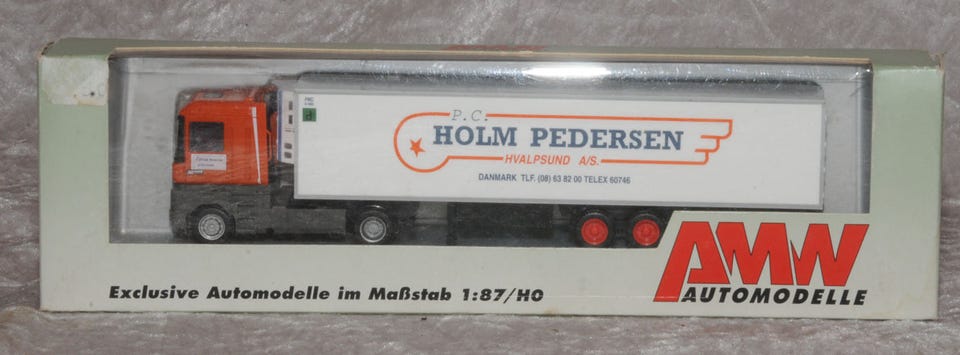 P.C.
HOLM PEDERSEN
HVALPSUND A/S.
DANMARK TLF. (08) 63 82 00 TELEX 60746
AMW
AUTOMODELLE
Exclusive Automodelle im Maßstab 1:87/HO